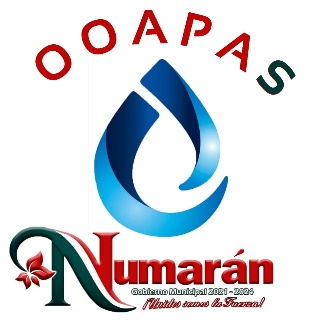 OOAPAS
Numarán
Gobierno Municipal 2021 - 2024
¡Unidos somos la Fuerza!